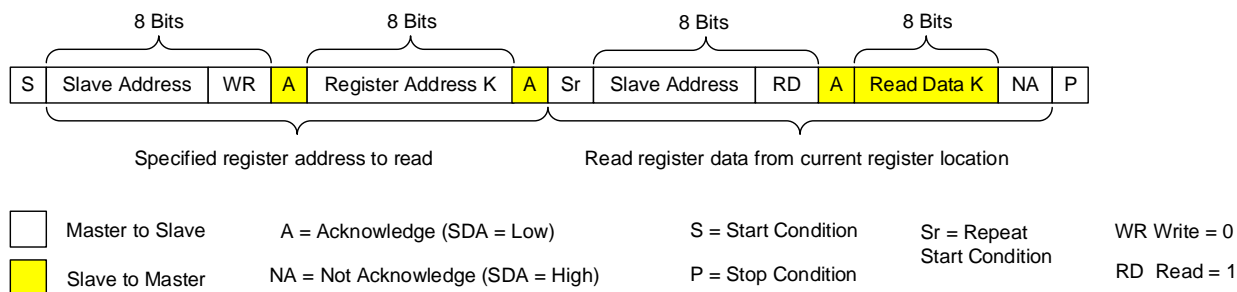 8 Bits 8 Bits 8 Bits 8 Bits
S Slave Address WR A Register Address K A Sr Slave Address RD A Read Data K NA P
Specified register address to read Read register data from current register location
Master to Slave A = Acknowledge (SDA = Low) S = Start Condition Sr = Repeat Start Condition WR Write = 0
Slave to Master NA = Not Acknowledge (SDA = High) P = Stop Condition RD Read = 1